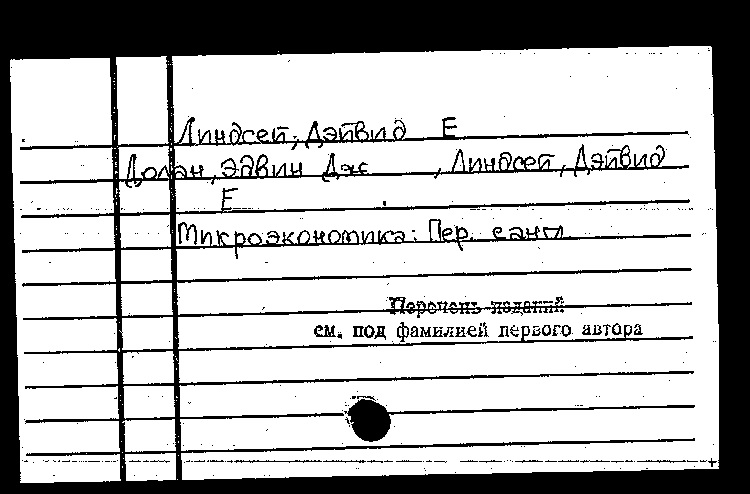 Линдсей, Дэйвид Е
Долан, Эдвин Дж , Линдсей, Дэйвид
Е
Микроэкономика: Пер. с англ
Перечень изданий
см. под фамилией первого автора